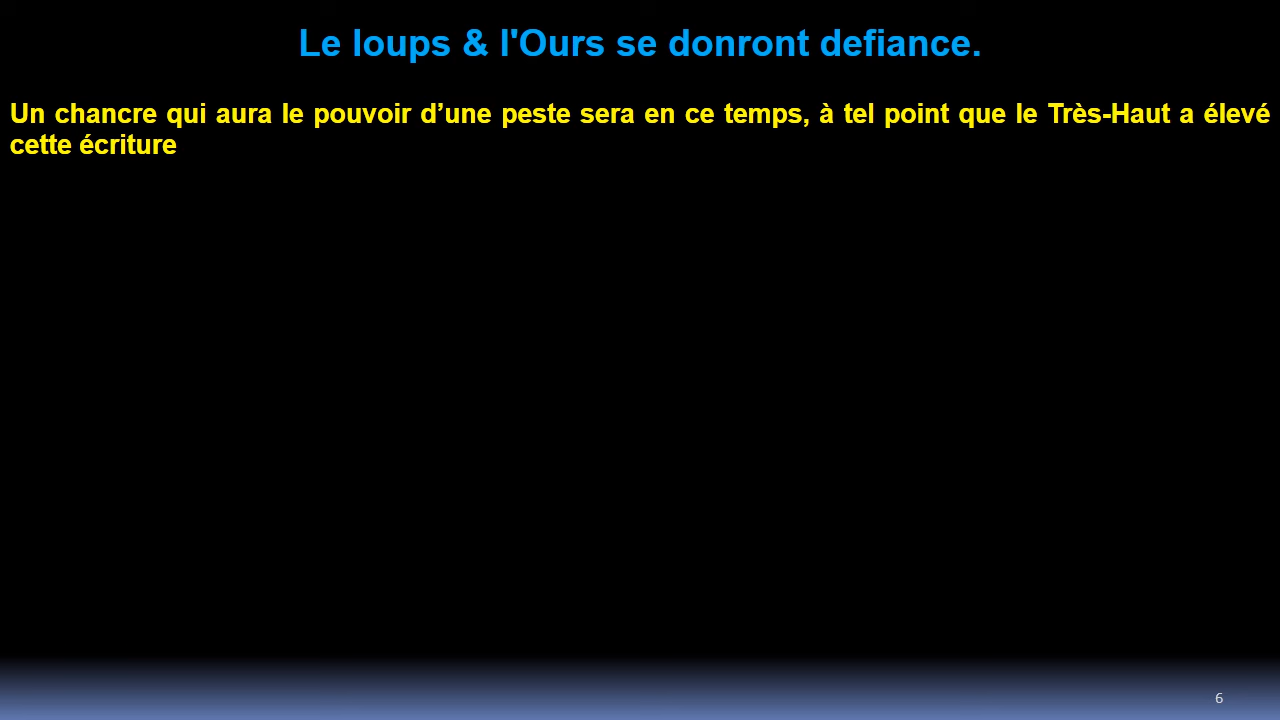 Le loups & l'Ours se donront defiance.
Un chancre qui aura le pouvoir d’une peste sera en ce temps, à tel point que le Très-Haut a élevé
cette écriture
6